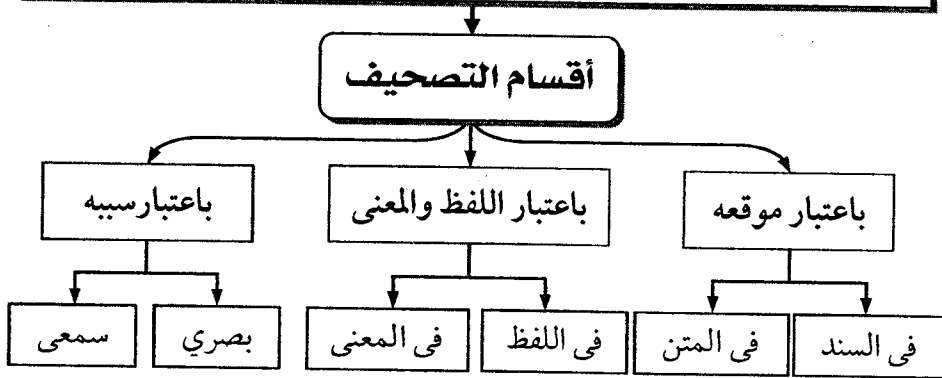 أقسام التصحيف
باعتبار موقعه
باعتبار اللفظ والمعنى
باعتبار سببه
فى السند
فى المتن
فى اللفظ
فى المعنى
بصري
سمعى